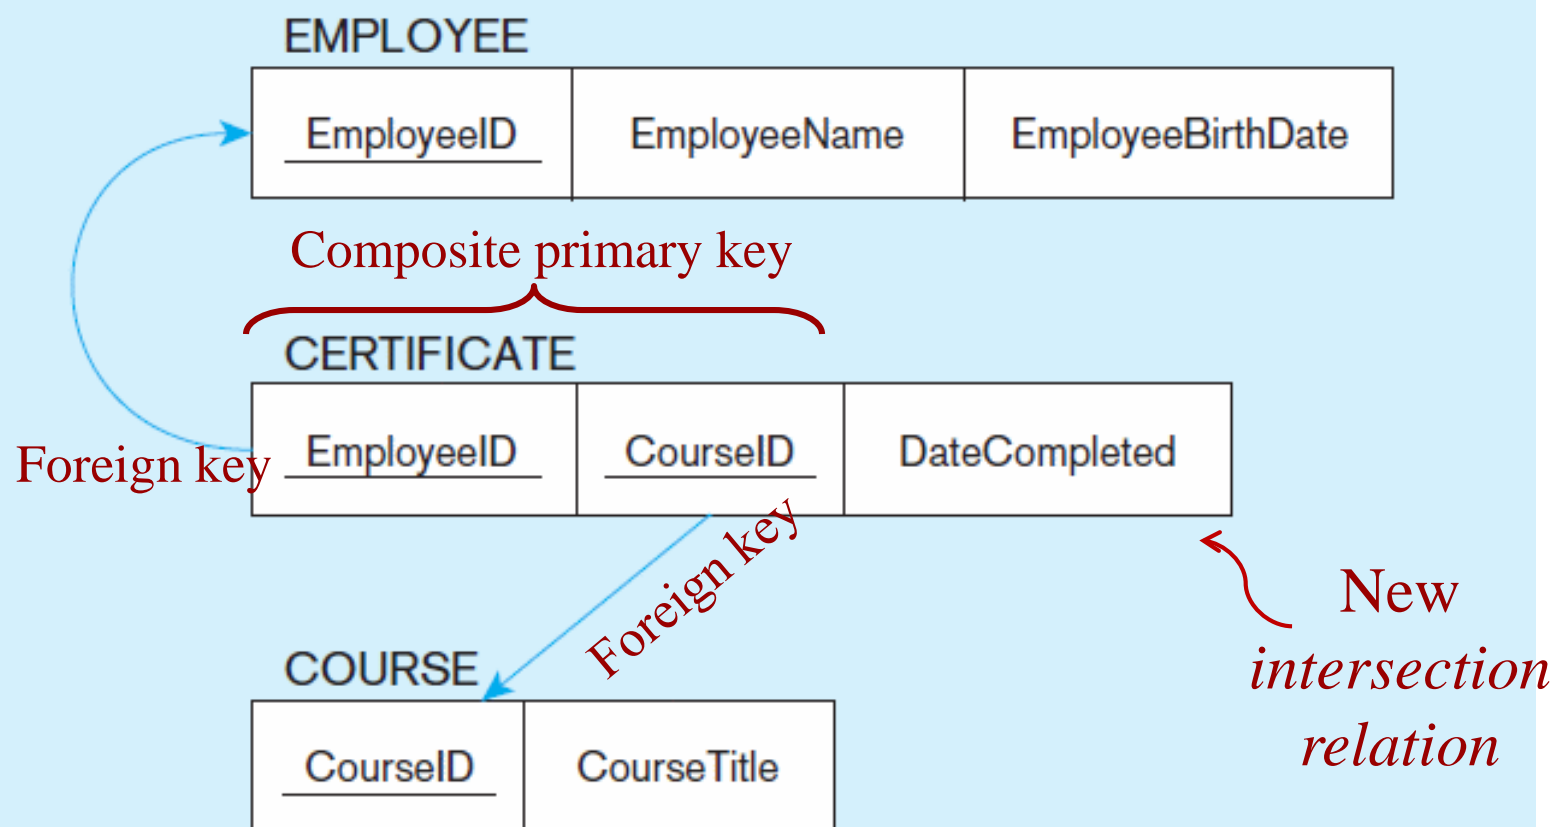 EMPLOYEE
EmployeeID EmployeeName EmployeeBirthDate
Composite primary key
CERTIFICATE
Foreign key EmployeeID CourseID DateCompleted
Foreign key
New
intersection
relation
COURSE
CourseID CourseTitle